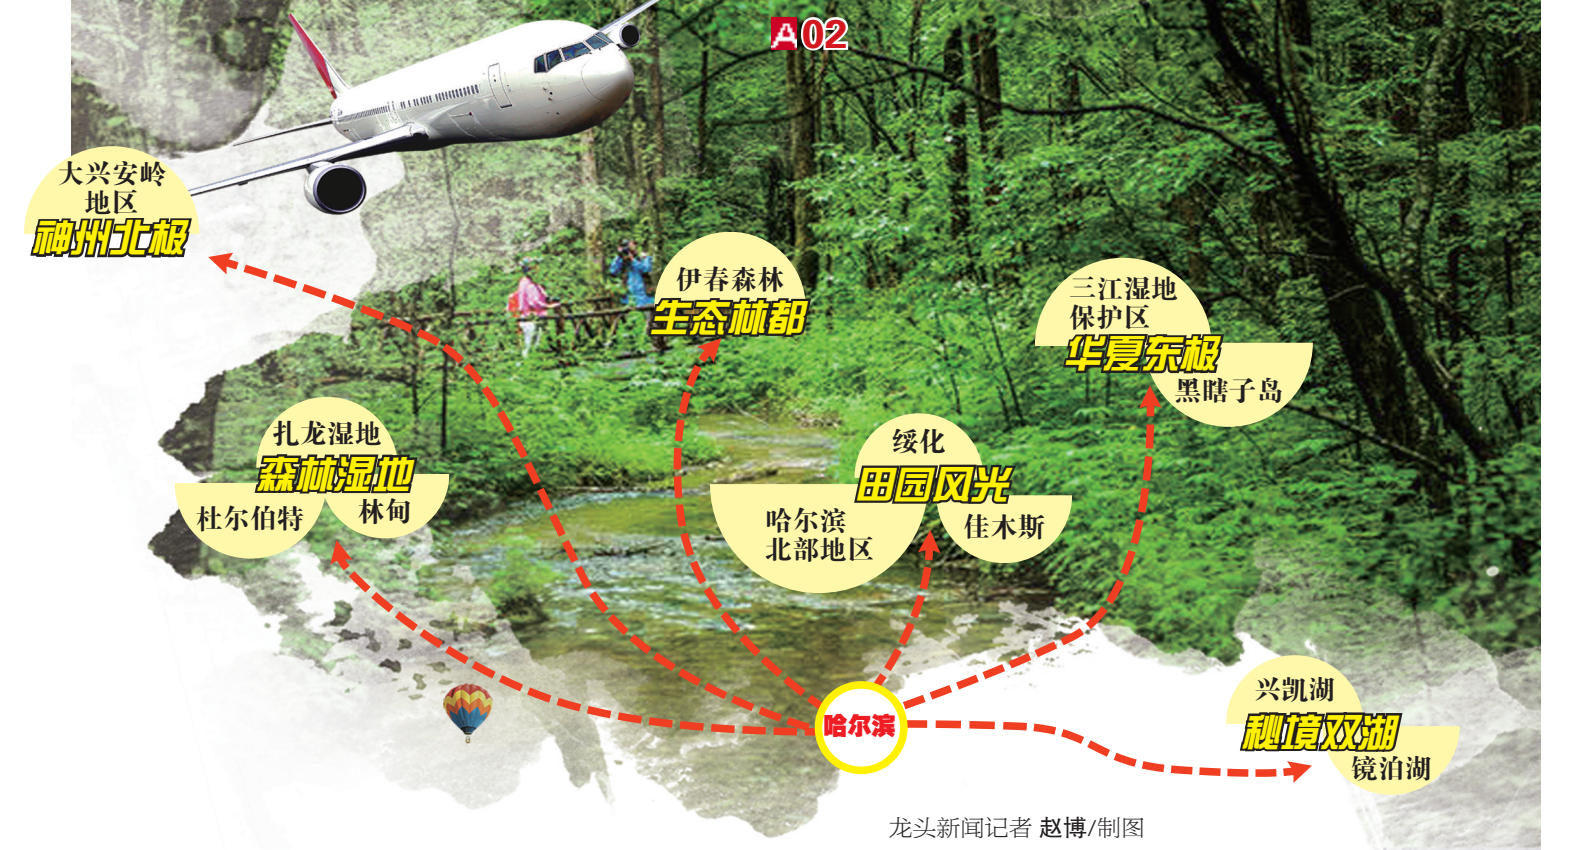 A02
大兴安岭
地区
神州北极
伊春森林
生态林都
三江湿地
保护区
华夏东极
黑瞎子岛
扎龙湿地
森林湿地
杜尔伯特
林甸
绥化
田园风光
哈尔滨
北部地区
佳木斯
兴凯湖
秘境双湖
镜泊湖
哈尔滨
龙头新闻记者 赵博/制图